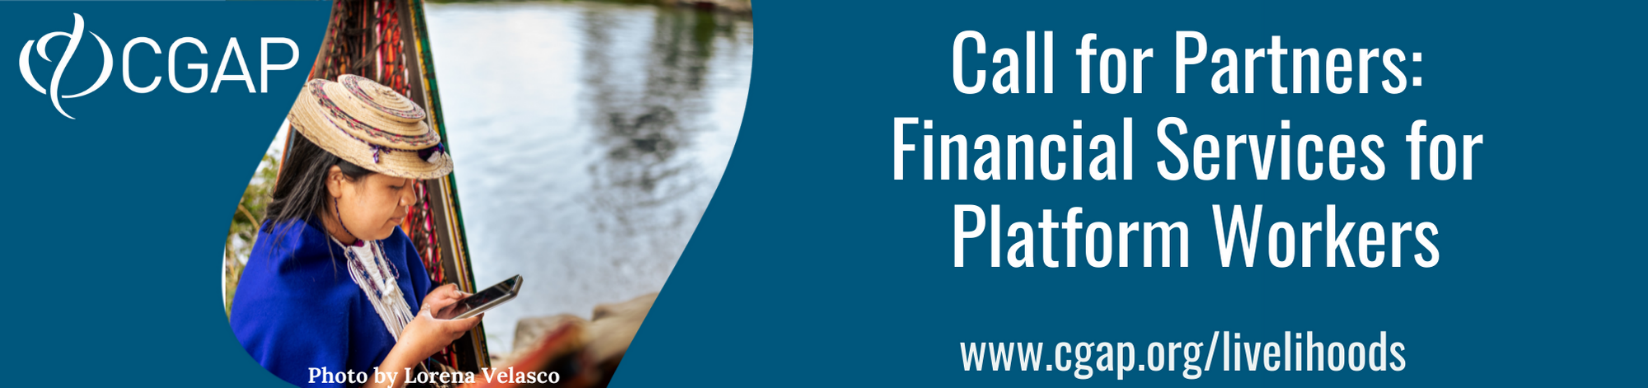 CGAP
Call for Partners:
Financial Services for
Platform Workers
www.cgap.org/livelihoods
Photo by Lorena Velasco